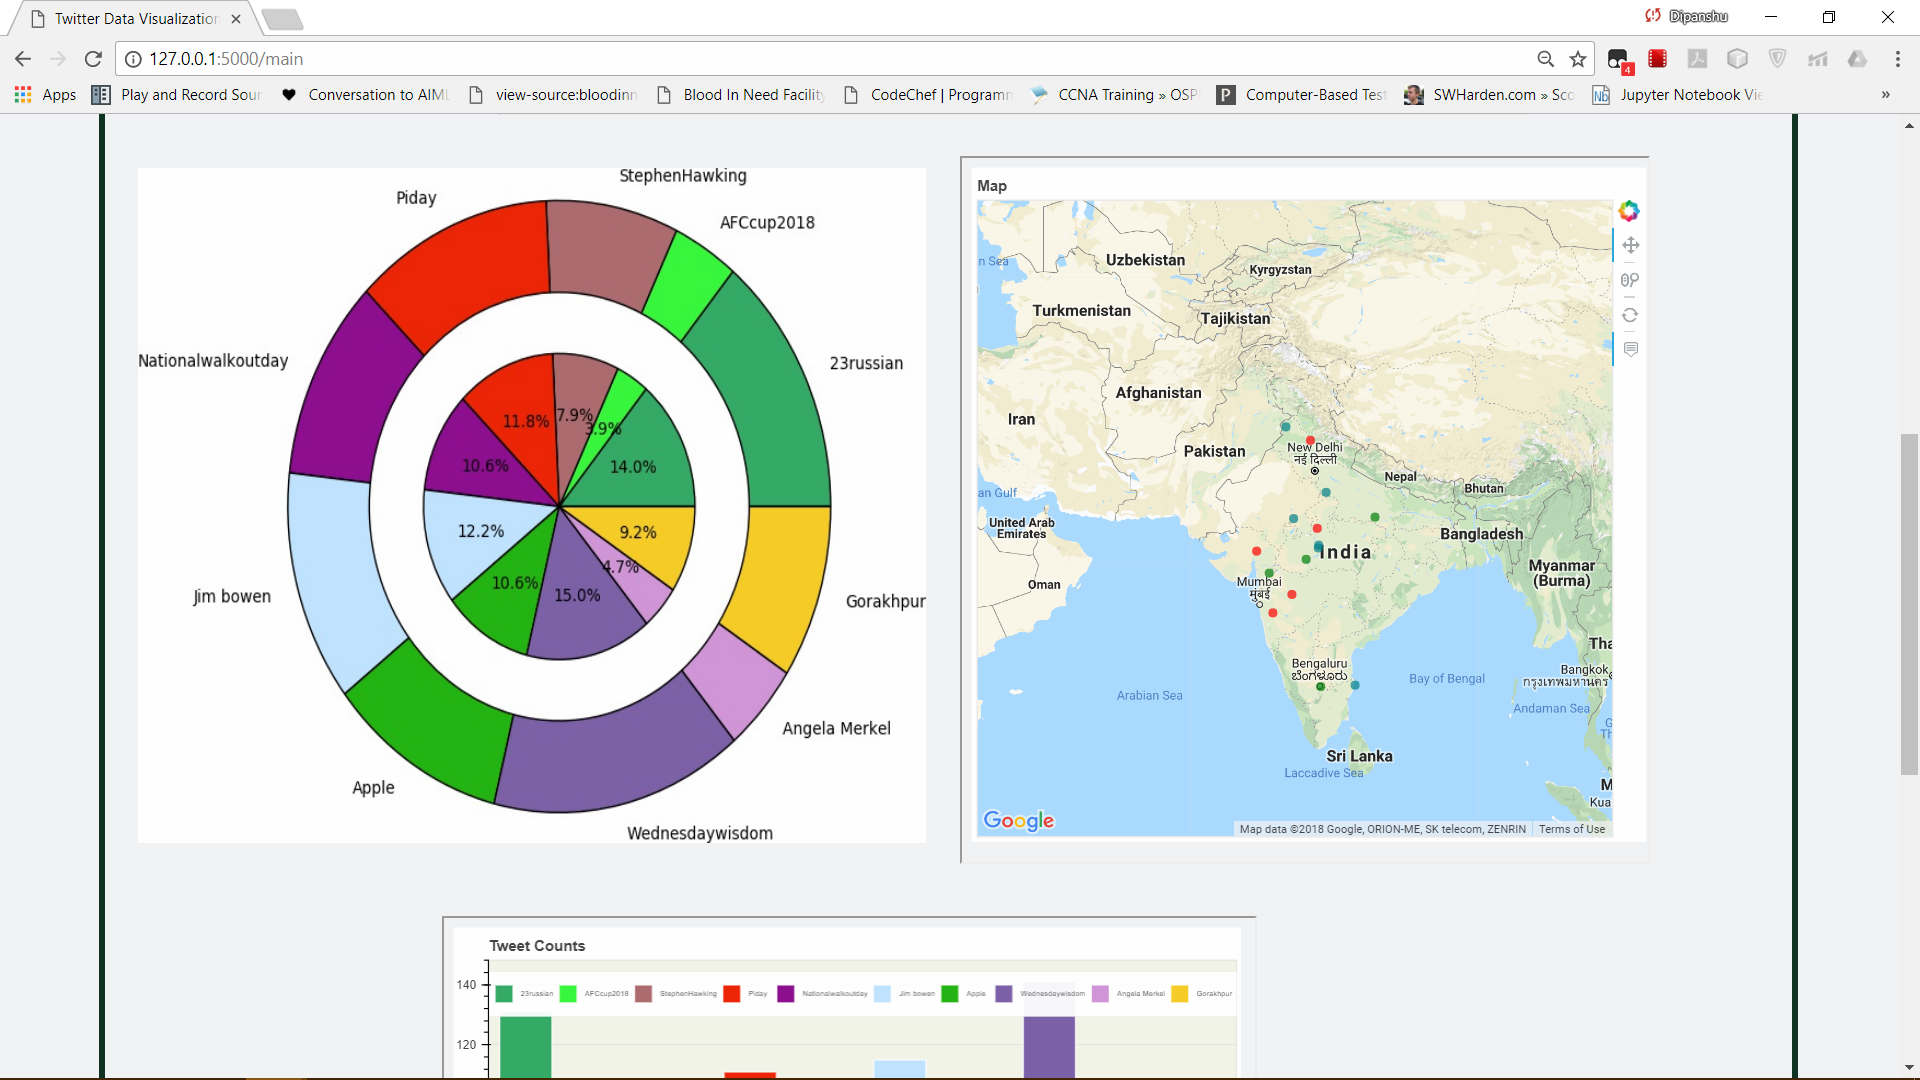 Twitter Data Visualization
Dipanshu
127.0.0.1:5000/main
4
Apps
Play and Record Soun
Conversation to AIML
view-source:bloodinn
Blood In Need Facility
CodeChef | Programm
CCNA Training » OSP
Computer-Based Test
SWHarden.com » Sco
Jupyter Notebook Vie
»
StephenHawking
Piday
AFCcup2018
Nationalwalkoutday
23russian
11.8%
7.9%
3.9%
10.6%
14.0%
12.2%
9.2%
4.7%
10.6%
15.0%
Jim bowen
Gorakhpur
Angela Merkel
Apple
Wednesdaywisdom
Map
n Sea
Uzbekistan
Kyrgyzstan
Turkmenistan
Tajikistan
Afghanistan
Iran
Pakistan
New Delhi
नई दिल्ली
Nepal
Bhutan
an Gulf
United Arab
Emirates
Bangladesh
India
Myanmar
(Burma)
Oman
Mumbai
मुंबई
Tha
Bengaluru
ಬೆಂಗಳೂರು
Bangkok
กรุงเทพมหานคร
Bay of Bengal
Arabian Sea
Andaman Sea
G
Th
Sri Lanka
Laccadive Sea
M
Kua
Google
Map data ©2018 Google, ORION-ME, SK telecom, ZENRIN
Terms of Use
Tweet Counts
140
23russian
AFCcup2018
StephenHawking
Piday
Nationalwalkoutday
Jim bowen
Apple
Wednesdaywisdom
Angela Merkel
Gorakhpur
120